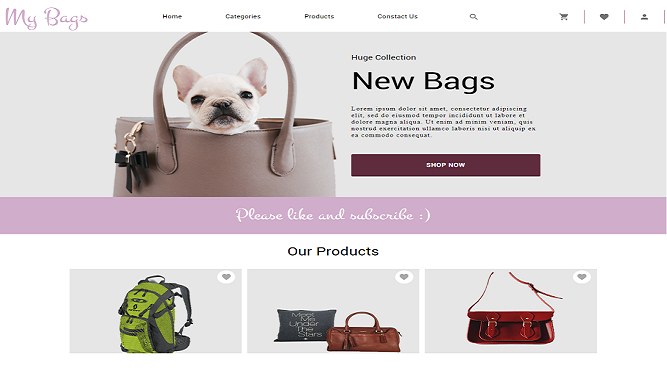 My Bags
Home
Categories
Products
Constact Us
Huge Collection
New Bags
Lorem ipsum dolor sit amet, consectetur adipiscing
elit, sed do eiusmod tempor incididunt ut labore et
dolore magna aliqua. Ut enim ad minim veniam, quis
nostrud exercitation ullamco laboris nisi ut aliquip ex
ea commodo consequat.
SHOP NOW
Please like and subscribe :)
Our Products
Meet
Me
Under
The
Stars